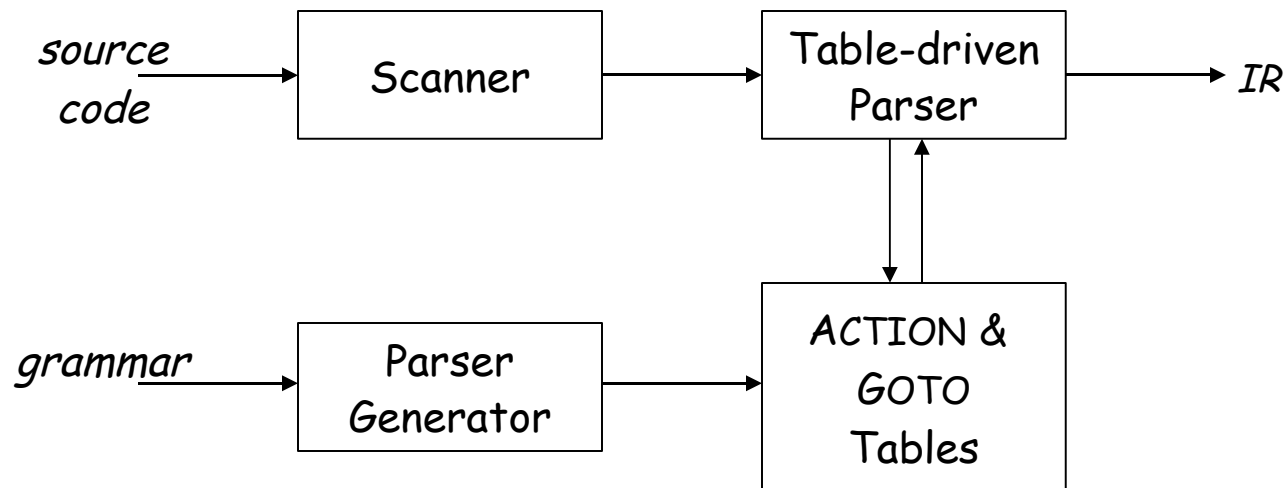 source
code
Scanner
Table-driven
Parser
IR
grammar
Parser
Generator
ACTION &
GOTO
Tables